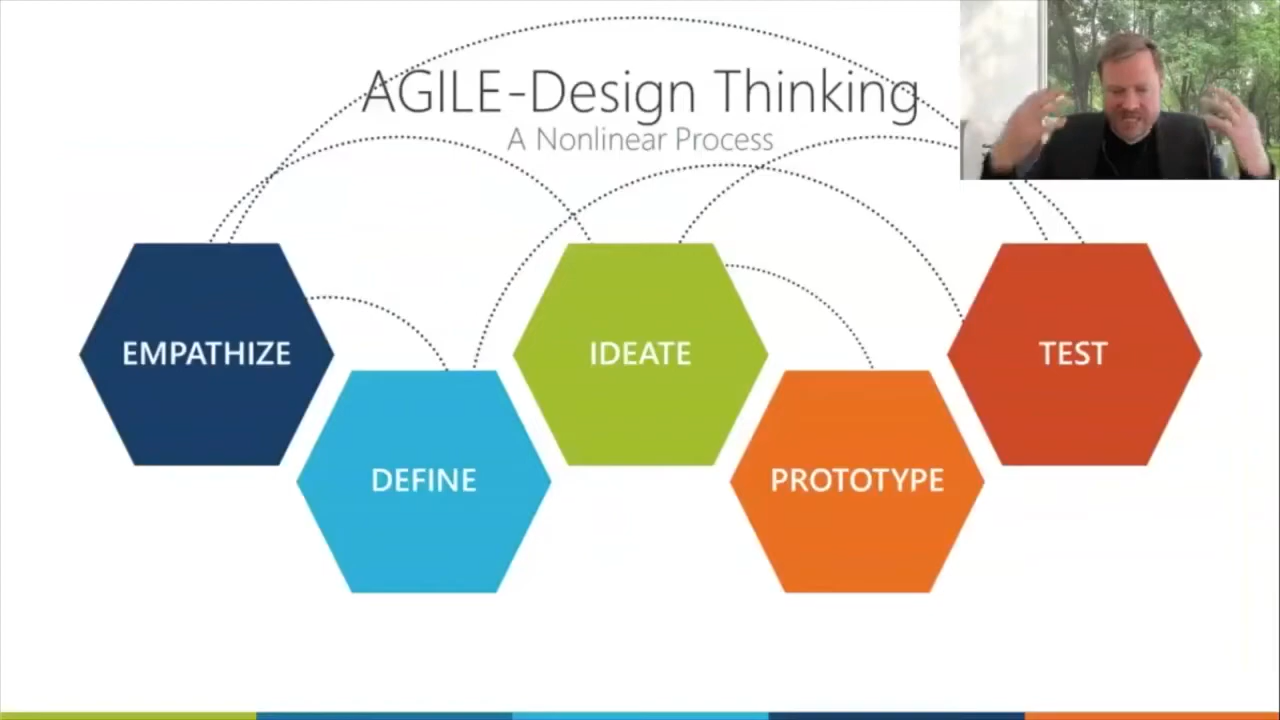 AGILE-Design Thinking
A Nonlinear Process
EMPATHIZE
DEFINE
IDEATE
PROTOTYPE
TEST